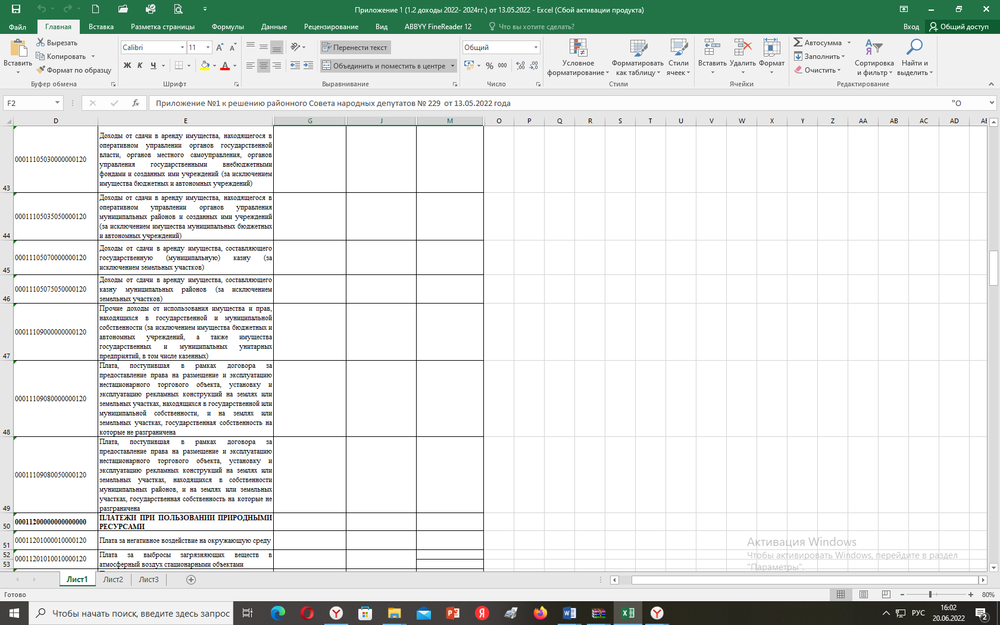 Приложение 1 (1.2 доходы 2022- 2024гг.) от 13.05.2022 - Excel (Сбой активации продукта)
Файл Главная Вставка Разметка страницы Формулы Данные Рецензирование Вид ABBYY FineReader 12 Что вы хотите сделать? Вход Общий доступ
Вставить
Вырезать
Копировать
Формат по образцу
Буфер обмена
Calibri 11
Ж К Ч
Шрифт
Перенести текст
Объединить и поместить в центре
Выравнивание
Общий
% 000
Число
Условное форматирование
Форматировать как таблицу
Стили ячеек
Стили
Вставить Удалить Формат
Ячейки
Автосумма
Заполнить
Очистить
Сортировка и фильтр
Найти и выделить
Редактирование
F2 fx Приложение №1 к решению районного Совета народных депутатов № 229 от 13.05.2022 года "О
D E G J M O P Q R S T U V W X Y Z AA AB AC AD AE
43 00011105030000000120
Доходы от сдачи в аренду имущества, находящегося в
оперативном управлении органов государственной
власти, органов местного самоуправления, органов
управления государственными внебюджетными
фондами и созданных ими учреждений (за исключением
имущества бюджетных и автономных учреждений)
44 00011105035050000120
Доходы от сдачи в аренду имущества, находящегося в
оперативном управлении органов управления
муниципальных районов и созданных ими учреждений
(за исключением имущества муниципальных бюджетных
и автономных учреждений)
45 00011105070000000120
Доходы от сдачи в аренду имущества, составляющего
государственную (муниципальную) казну (за
исключением земельных участков)
46 00011105075050000120
Доходы от сдачи в аренду имущества, составляющего
казну муниципальных районов (за исключением
земельных участков)
47 00011109000000000120
Прочие доходы от использования имущества и прав,
находящихся в государственной и муниципальной
собственности (за исключением имущества бюджетных и
автономных учреждений, а также имущества
государственных и муниципальных унитарных
предприятий, в том числе казенных)
48 00011109080000000120
Плата, поступившая в рамках договора за
предоставление права на размещение и эксплуатацию
нестационарного торгового объекта, установку и
эксплуатацию рекламных конструкций на землях или
земельных участках, находящихся в государственной или
муниципальной собственности, и на землях или
земельных участках, государственная собственность на
которые не разграничена
49 00011109080050000120
Плата, поступившая в рамках договора за
предоставление права на размещение и эксплуатацию
нестационарного торгового объекта, установку и
эксплуатацию рекламных конструкций на землях или
земельных участках, находящихся в собственности
муниципальных районов, и на землях или земельных
участках, государственная собственность на которые не
разграничена
50 00011200000000000000
ПЛАТЕЖИ ПРИ ПОЛЬЗОВАНИИ ПРИРОДНЫМИ
РЕСУРСАМИ
51 00011201000010000120 Плата за негативное воздействие на окружающую среду
52
53 00011201010010000120
Плата за выбросы загрязняющих веществ в
атмосферный воздух стационарными объектами
Активация Windows
Чтобы активировать Windows, перейдите в раздел
"Параметры".
Лист1 Лист2 Лист3
Готово 80%
Чтобы начать поиск, введите здесь запрос
РУС
16:02
20.06.2022
2